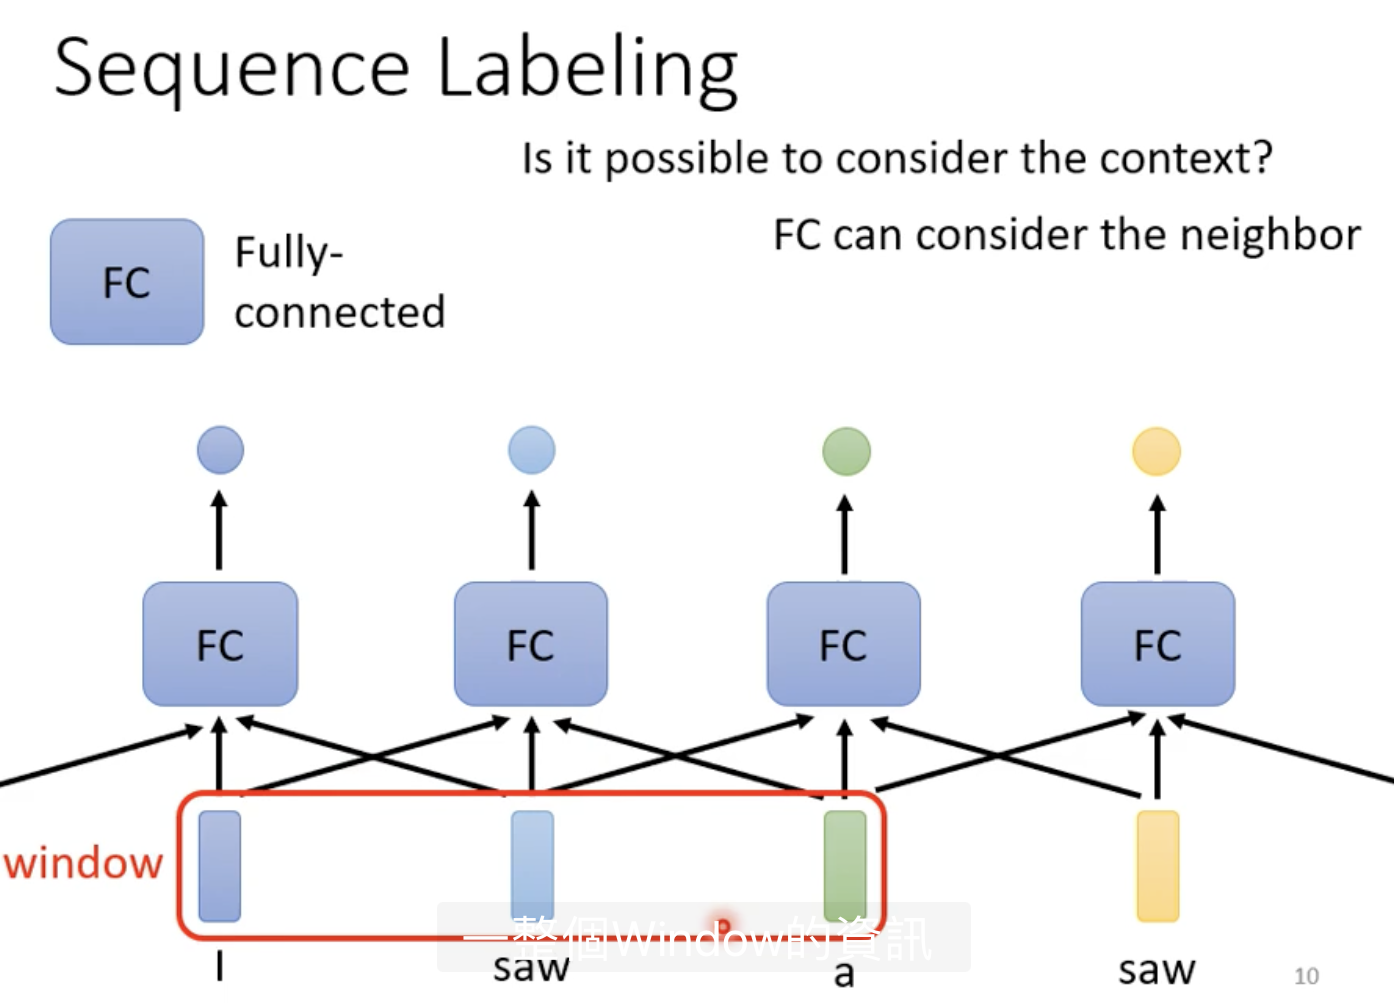 Sequence Labeling
Is it possible to consider the context?
FC can consider the neighbor
FC
Fully-
connected
FC
FC
FC
FC
window
一整個Window的資訊
I
saw
a
saw
10